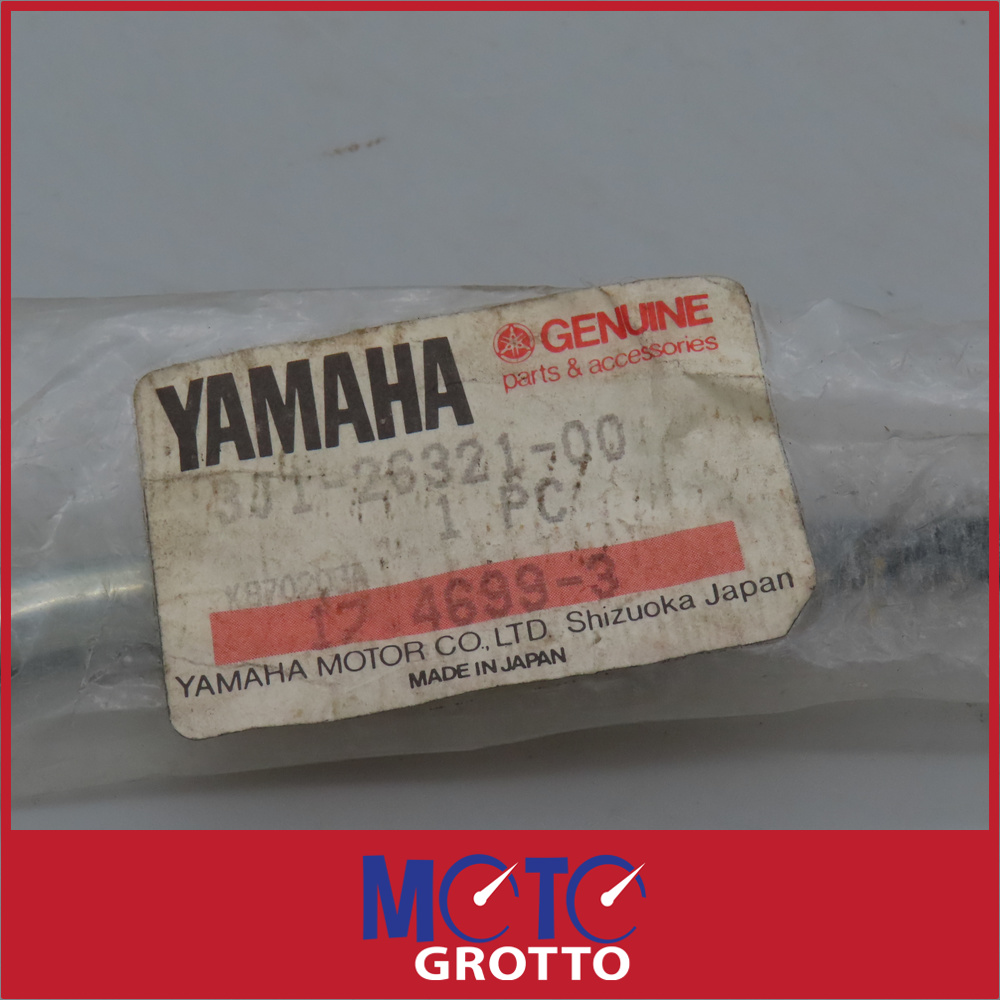 YAMAHA
GENUINE
parts & accessories
3J1-26321-00
1 PC
17 4699-3
YAMAHA MOTOR CO., LTD. Shizuoka Japan
MADE IN JAPAN
MOTO
GROTTO